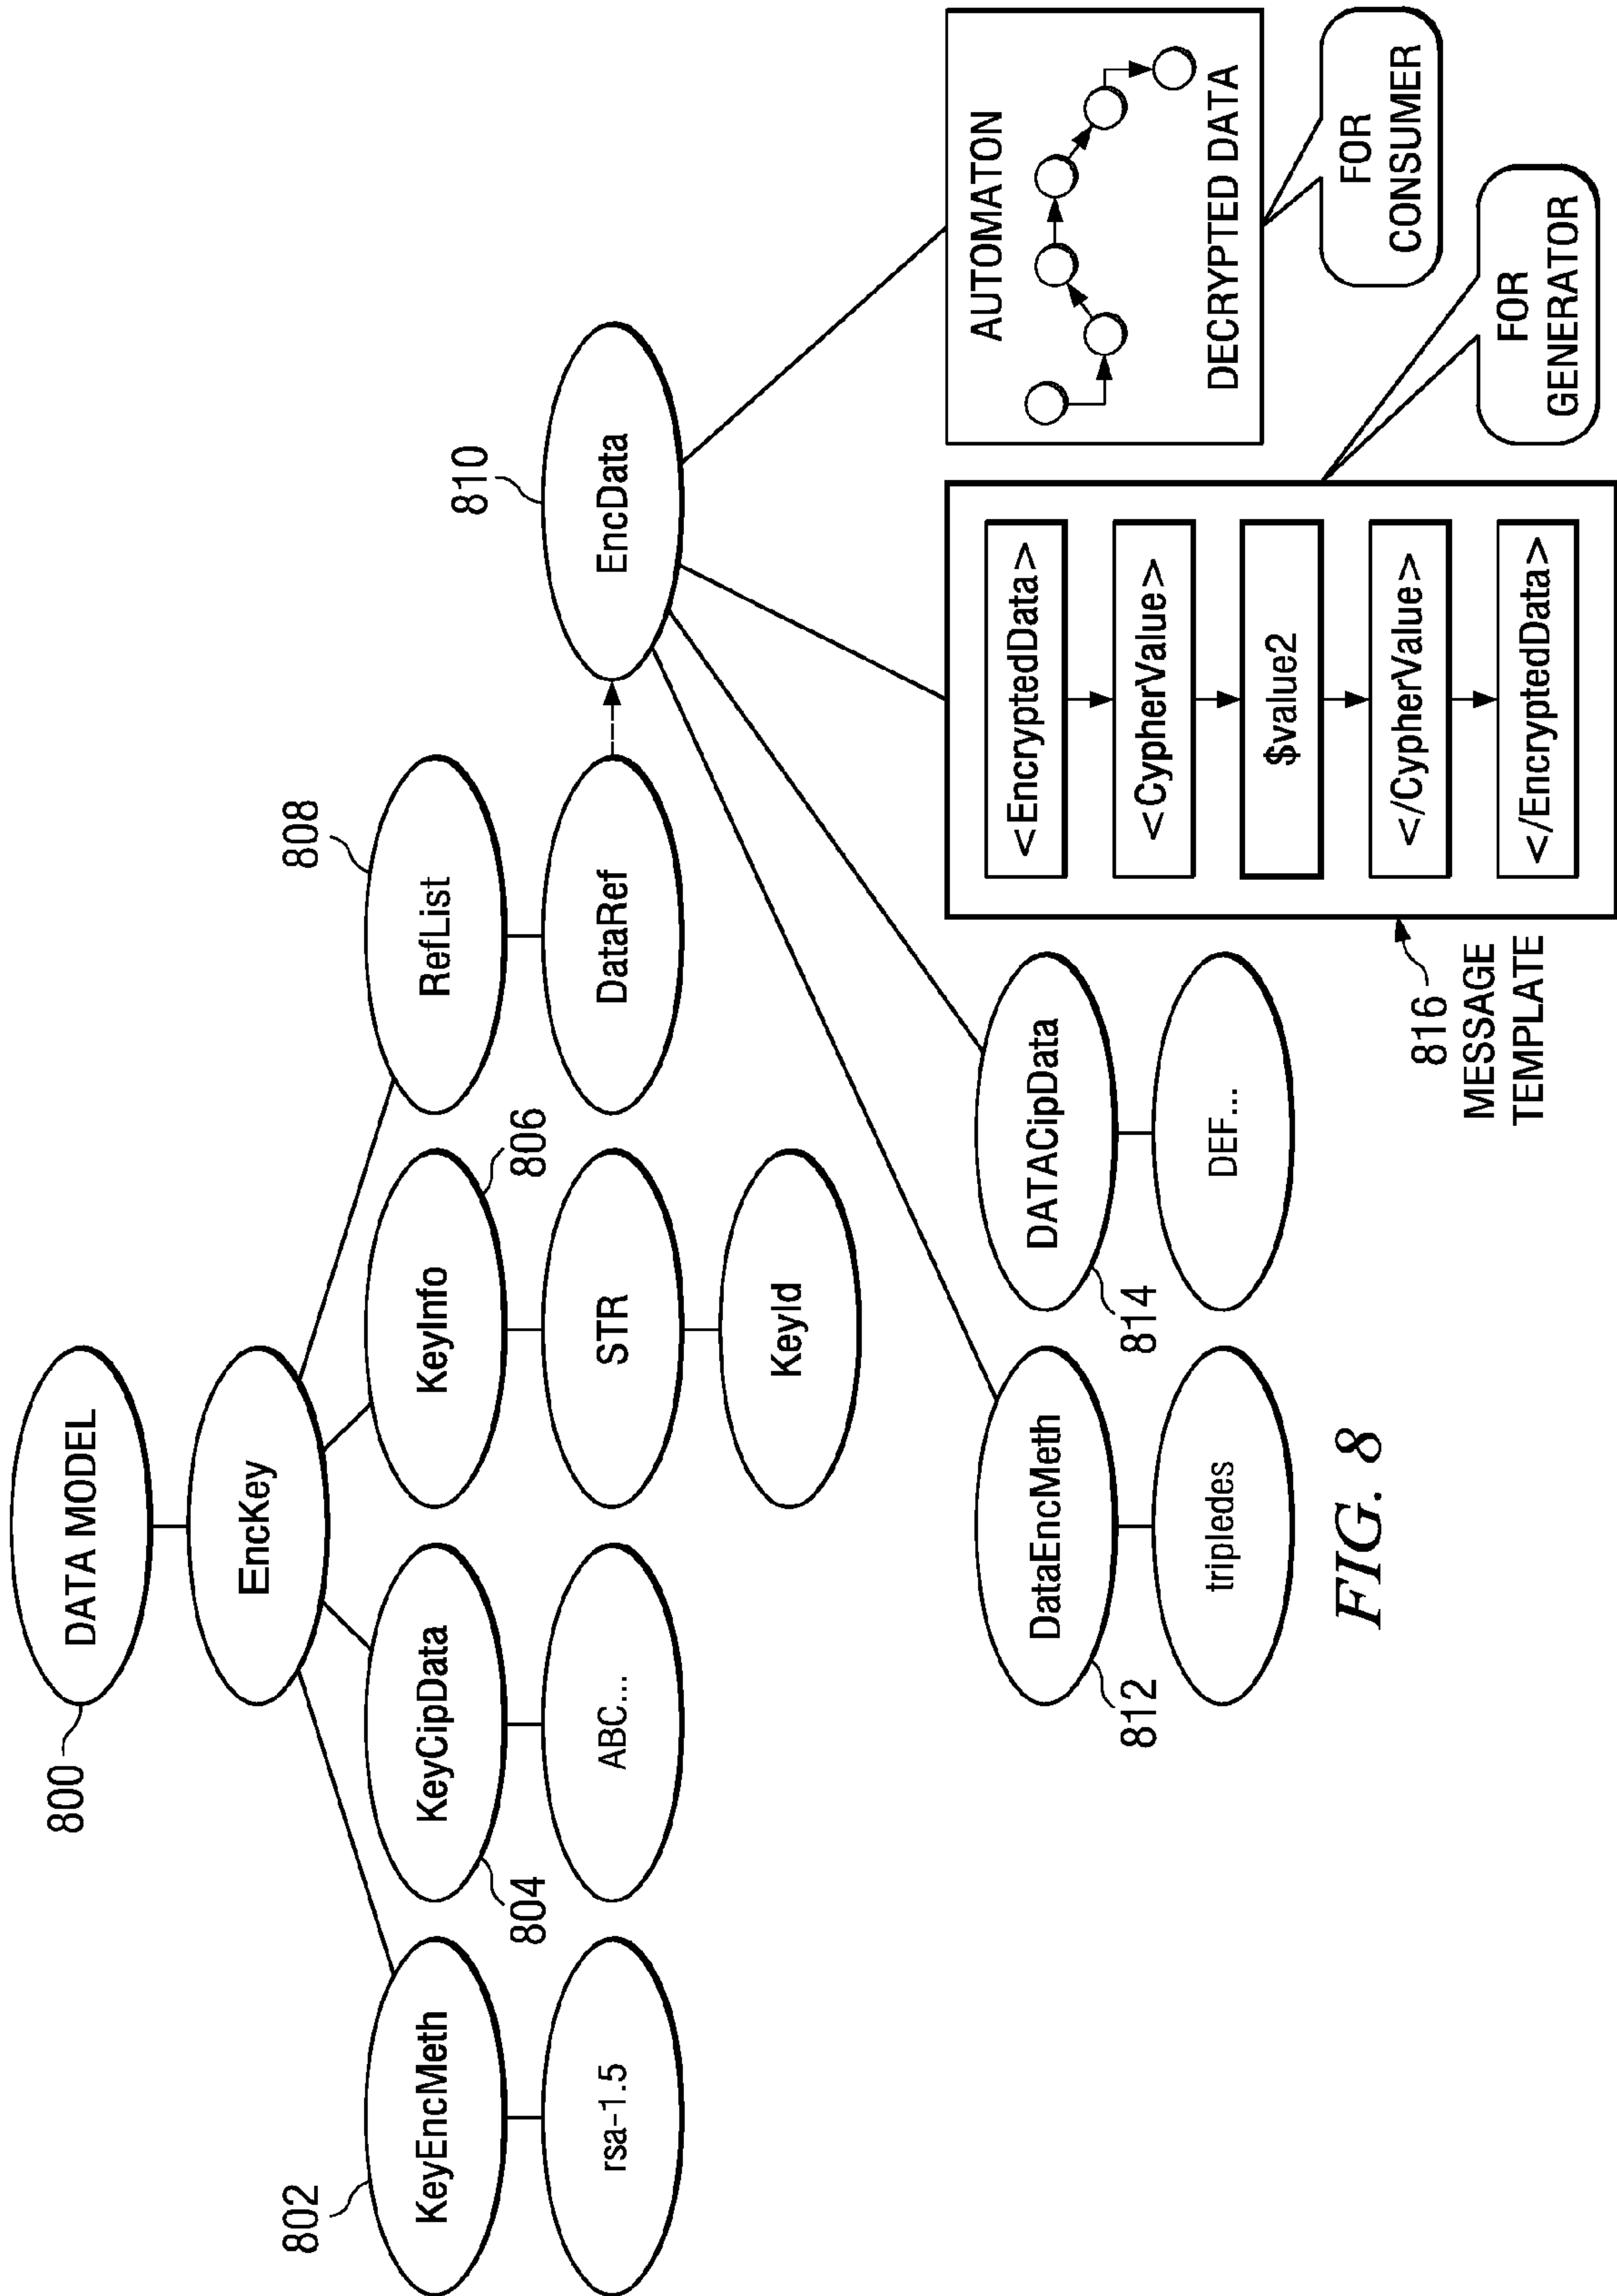 800
DATA MODEL
EncKey
802
KeyEncMeth
rsa-1.5
804
KeyCipData
ABC...
806
KeyInfo
STR
KeyId
808
RefList
DataRef
810
EncData
812
DataEncMeth
tripledes
814
DATACipData
DEF...
816
MESSAGE
TEMPLATE
<EncryptedData>
<CypherValue>
$value2
</CypherValue>
</EncryptedData>
FOR
GENERATOR
AUTOMATON
DECRYPTED DATA
FOR
CONSUMER
FIG. 8